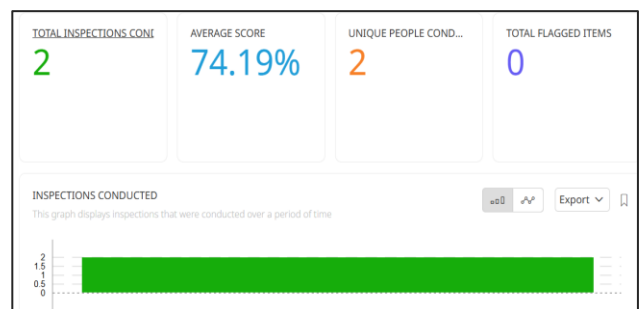 TOTAL INSPECTIONS CONI
2
AVERAGE SCORE
74.19%
UNIQUE PEOPLE COND...
2
TOTAL FLAGGED ITEMS
0
INSPECTIONS CONDUCTED
This graph displays inspections that were conducted over a period of time
Export
2
1.5
1
0.5
0